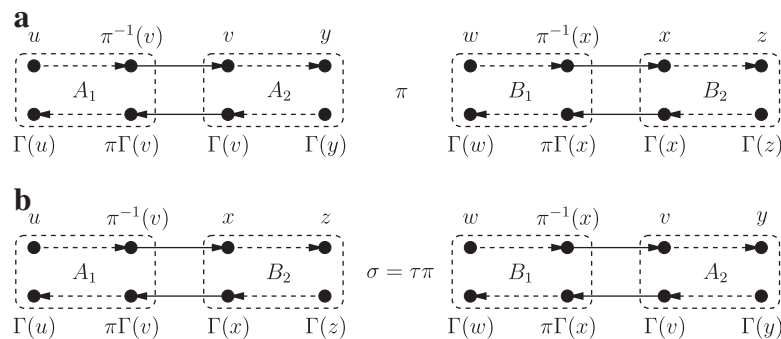 a
u π⁻¹(v) v y w π⁻¹(x) x z
A₁ A₂ π B₁ B₂
Γ(u) πΓ(v) Γ(v) Γ(y) Γ(w) πΓ(x) Γ(x) Γ(z)
b
u π⁻¹(v) x z w π⁻¹(x) v y
A₁ B₂ σ = τπ B₁ A₂
Γ(u) πΓ(v) Γ(x) Γ(z) Γ(w) πΓ(x) Γ(v) Γ(y)